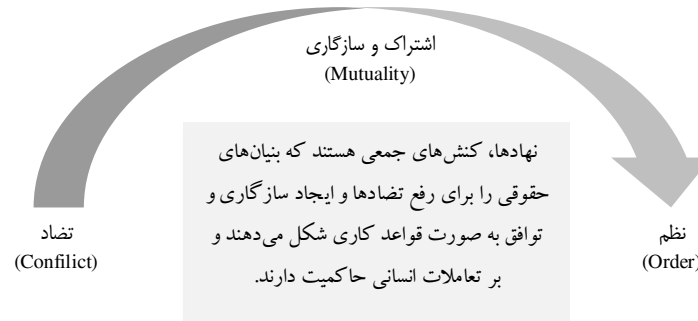 اشتراک و سازگاری
(Mutuality)
نهادها، کنش‌های جمعی هستند که بنیان‌های
حقوقی را برای رفع تضادها و ایجاد سازگاری و
توافق به صورت قواعد کاری شکل می‌دهند و
بر تعاملات انسانی حاکمیت دارند.
تضاد
(Confilict)
نظم
(Order)